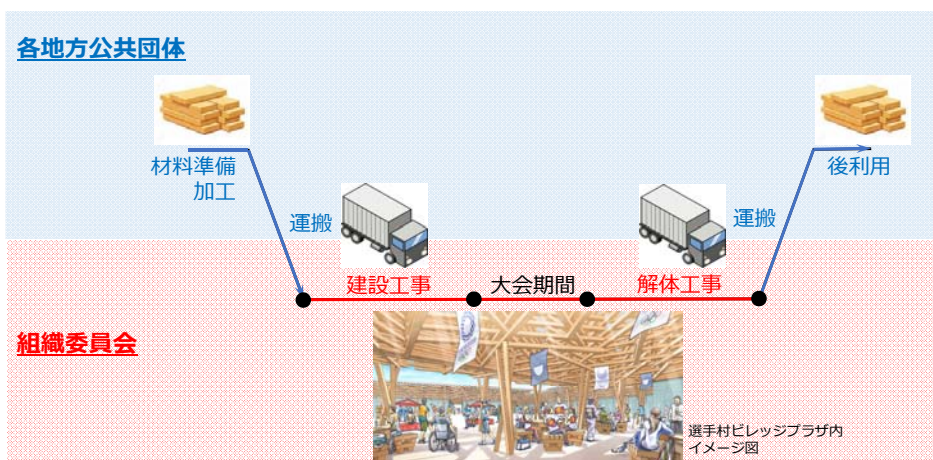 各地方公共団体
材料準備
加工
運搬
建設工事
大会期間
解体工事
運搬
後利用
組織委員会
選手村ビレッジプラザ内
イメージ図